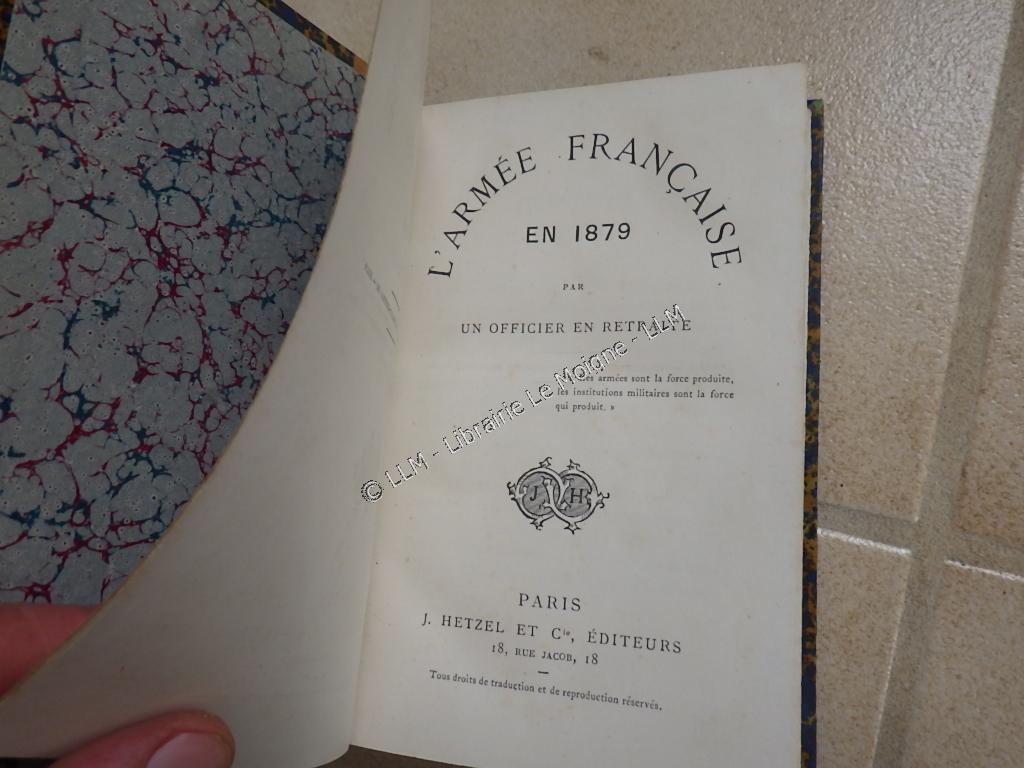 L'ARMÉE FRANÇAISE
EN 1879
PAR
UN OFFICIER EN RETRAITE
armées sont la force produite,
les institutions militaires sont la force
qui produit. »
J H
PARIS
J. HETZEL ET Cie, ÉDITEURS
18, RUE JACOB, 18
Tous droits de traduction et de reproduction réservés.
© LLM - Librairie Le Moigne - LLM